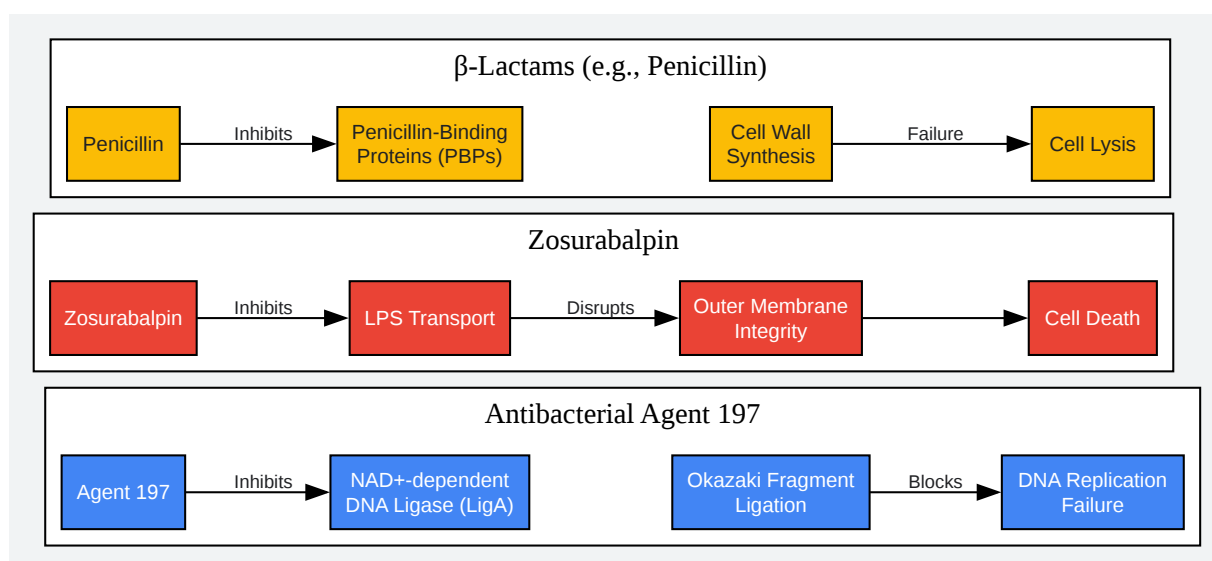 β-Lactams (e.g., Penicillin)
Penicillin
Inhibits
Penicillin-Binding
Proteins (PBPs)
Cell Wall
Synthesis
Failure
Cell Lysis
Zosurabalpin
Zosurabalpin
Inhibits
LPS Transport
Disrupts
Outer Membrane
Integrity
Cell Death
Antibacterial Agent 197
Agent 197
Inhibits
NAD+-dependent
DNA Ligase (LigA)
Okazaki Fragment
Ligation
Blocks
DNA Replication
Failure